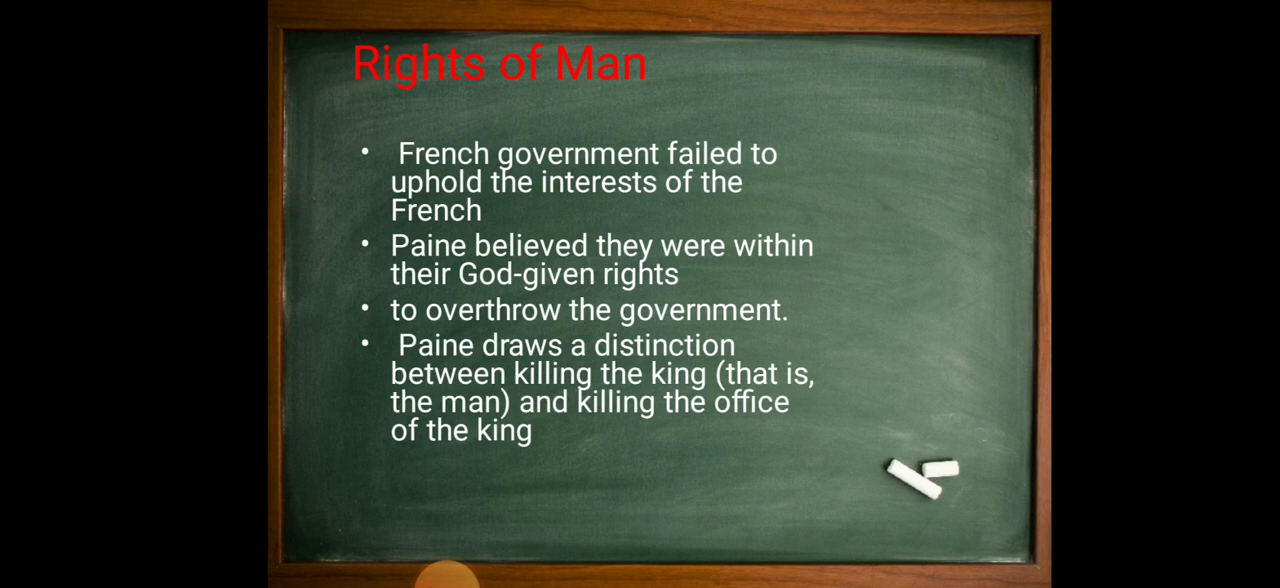 Rights of Man
• French government failed to
uphold the interests of the
French
• Paine believed they were within
their God-given rights
• to overthrow the government.
• Paine draws a distinction
between killing the king (that is,
the man) and killing the office
of the king